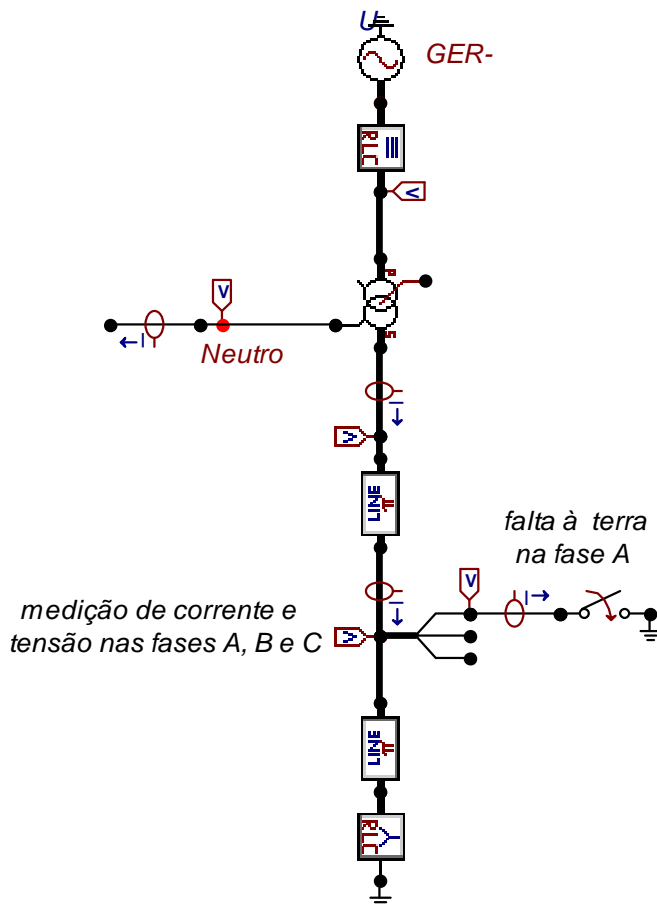 U
GER-
RLC
V
P
S
V
I
Neutro
I
V
LINE
falta à terra
na fase A
V
I
I
medição de corrente e
tensão nas fases A, B e C
V
LINE
RLC